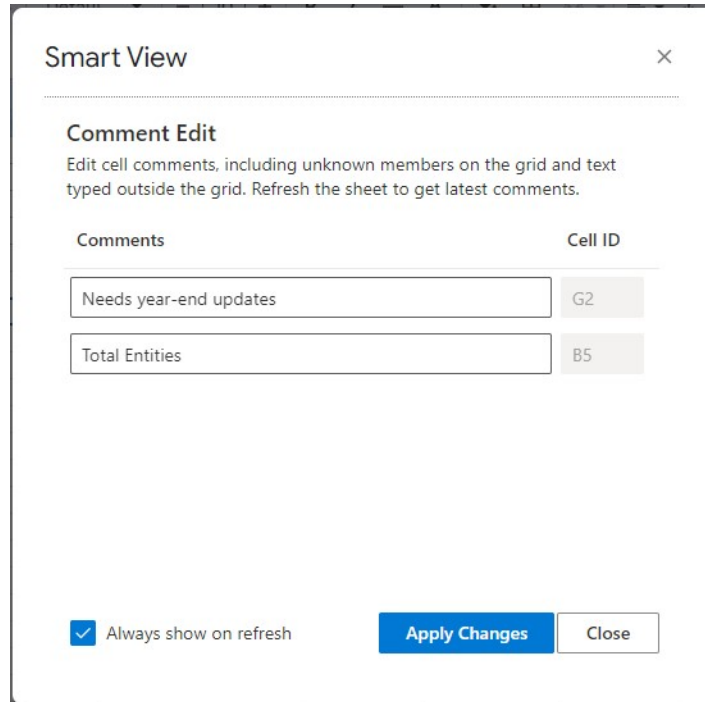 Smart View
Comment Edit
Edit cell comments, including unknown members on the grid and text
typed outside the grid. Refresh the sheet to get latest comments.
Comments Cell ID
Needs year-end updates G2
Total Entities B5
Always show on refresh Apply Changes Close